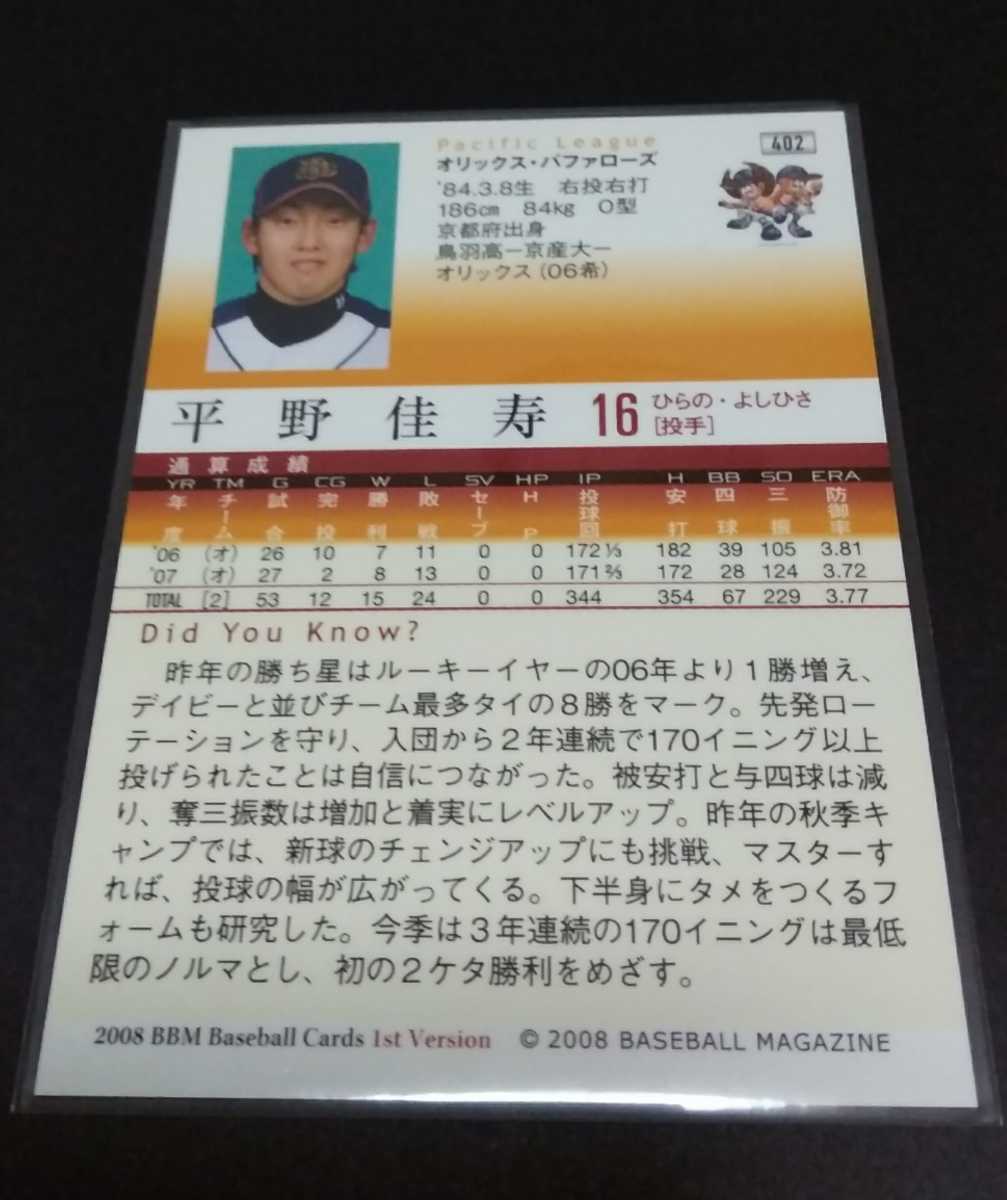 402
Pacific League
オリックス・バファローズ
'84.3.8生 右投右打
186cm 84kg O型
京都府出身
鳥羽高ー京産大ー
オリックス(06希)
平野佳寿 16 ひらの・よしひさ
[投手]
通算成績
YR TM G CG W L SV HP IP H BB SO ERA
年度 チーム 試合 完投 勝利 敗戦 セーブ HP 投球回 安打 四球 三振 防御率
'06 (オ) 26 10 7 11 0 0 172 1/3 182 39 105 3.81
'07 (オ) 27 2 8 13 0 0 171 2/3 172 28 124 3.72
TOTAL [2] 53 12 15 24 0 0 344 354 67 229 3.77
Did You Know?
昨年の勝ち星はルーキーイヤーの06年より1勝増え、
デイビーと並びチーム最多タイの8勝をマーク。先発ロー
テーションを守り、入団から2年連続で170イニング以上
投げられたことは自信につながった。被安打と与四球は減
り、奪三振数は増加と着実にレベルアップ。昨年の秋季キ
ャンプでは、新球のチェンジアップにも挑戦、マスターす
れば、投球の幅が広がってくる。下半身にタメをつくるフ
ォームも研究した。今季は3年連続の170イニングは最低
限のノルマとし、初の2ケタ勝利をめざす。
2008 BBM Baseball Cards 1st Version © 2008 BASEBALL MAGAZINE